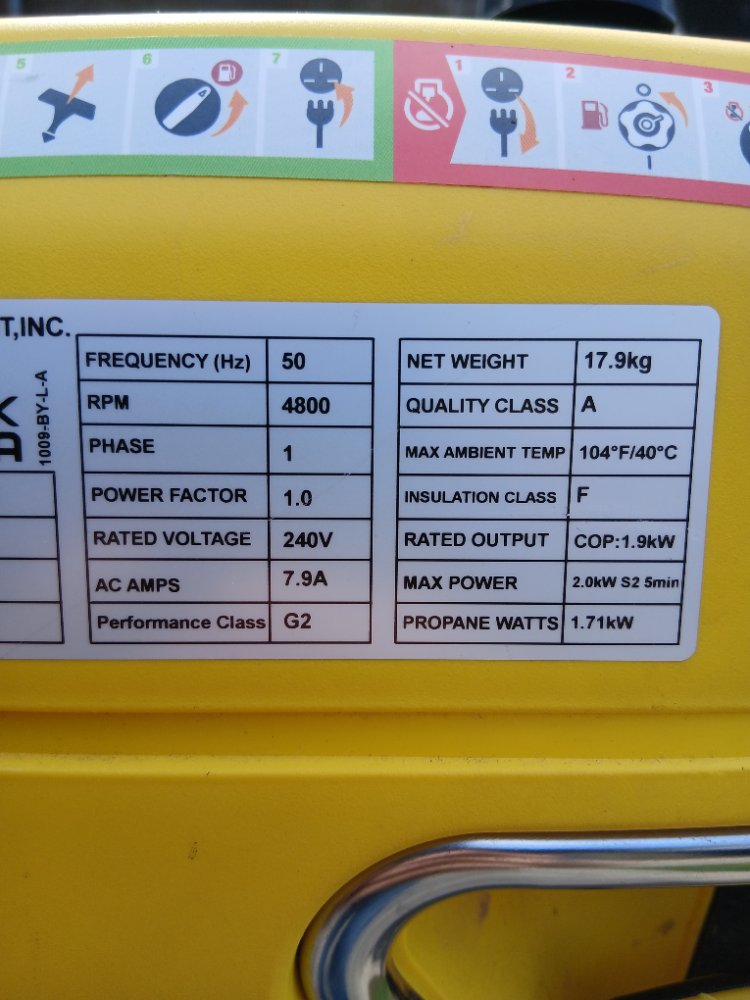 5
6
7
1
2
3
T,INC.
1009-BY-L-A
FREQUENCY (Hz) 50
RPM 4800
PHASE 1
POWER FACTOR 1.0
RATED VOLTAGE 240V
AC AMPS 7.9A
Performance Class G2
NET WEIGHT 17.9kg
QUALITY CLASS A
MAX AMBIENT TEMP 104°F/40°C
INSULATION CLASS F
RATED OUTPUT COP:1.9kW
MAX POWER 2.0kW S2 5min
PROPANE WATTS 1.71kW